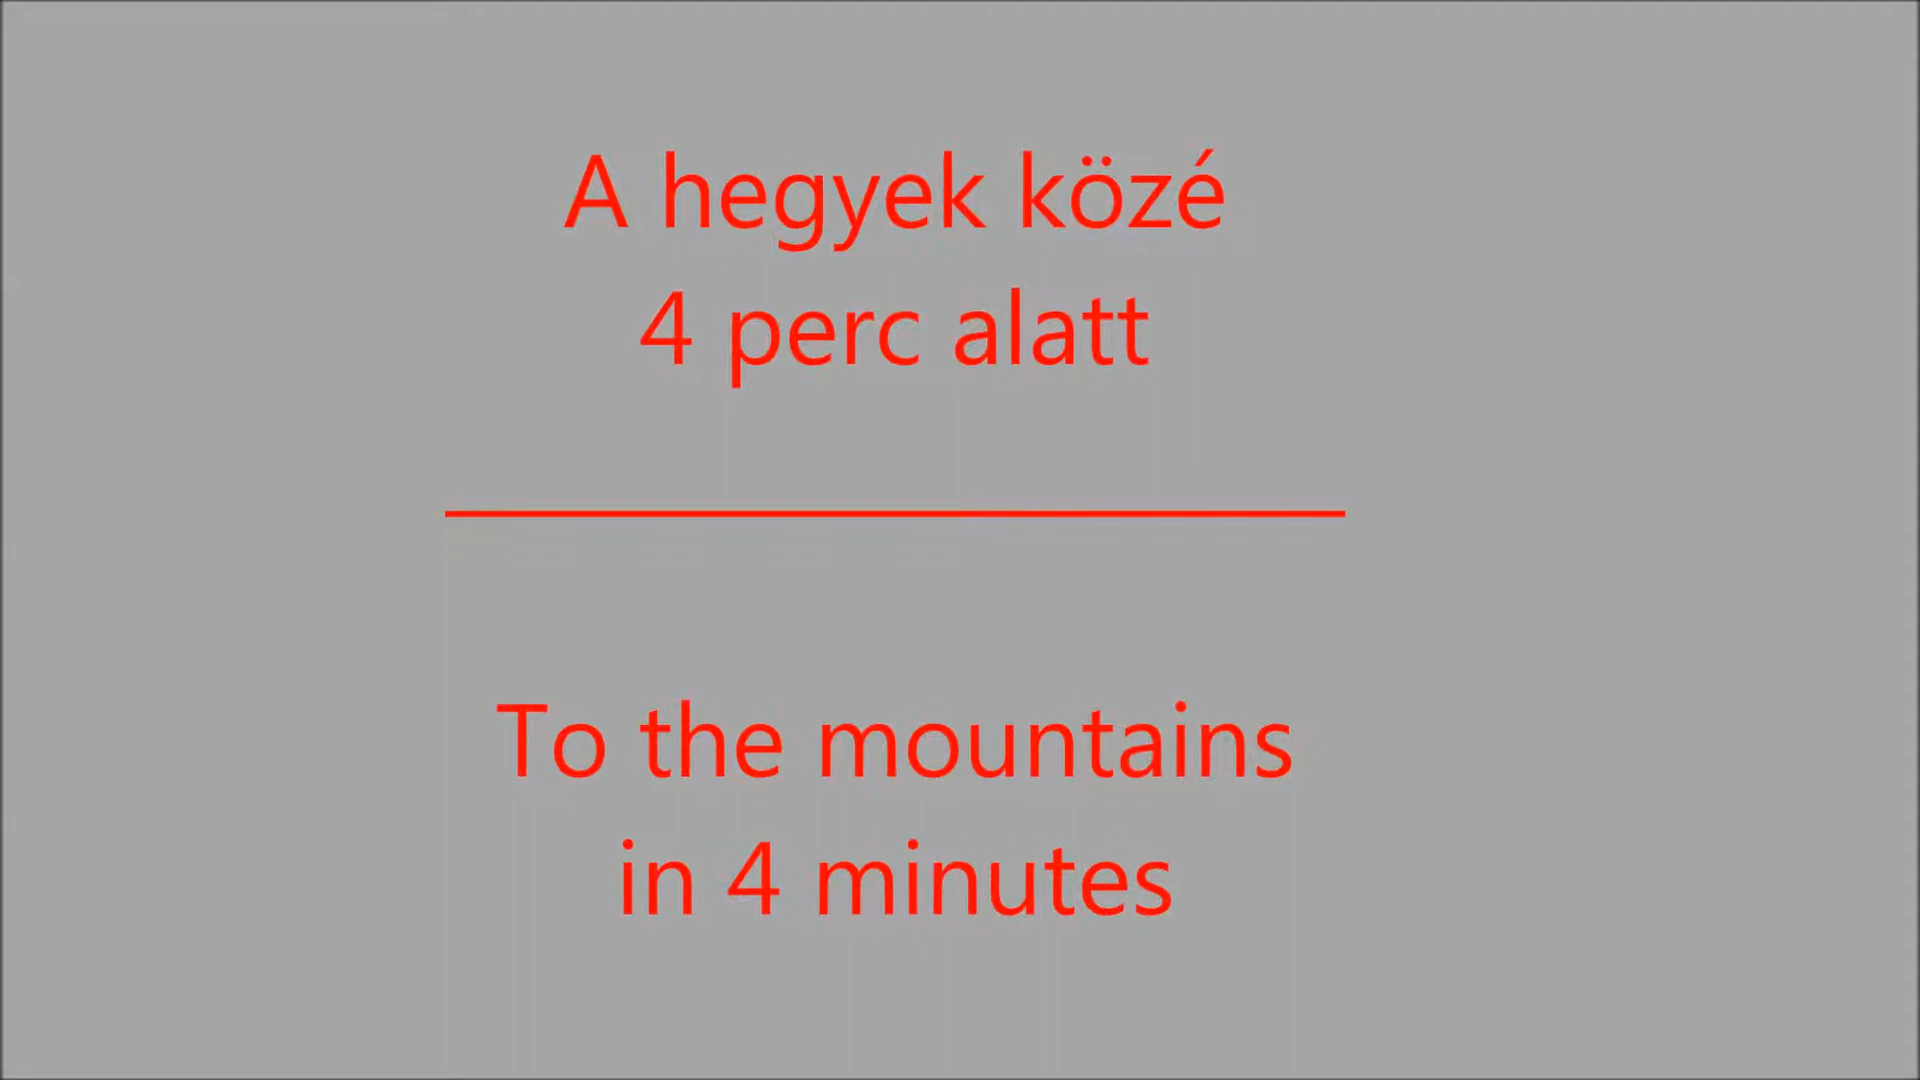 A hegyek közé
4 perc alatt
To the mountains
in 4 minutes